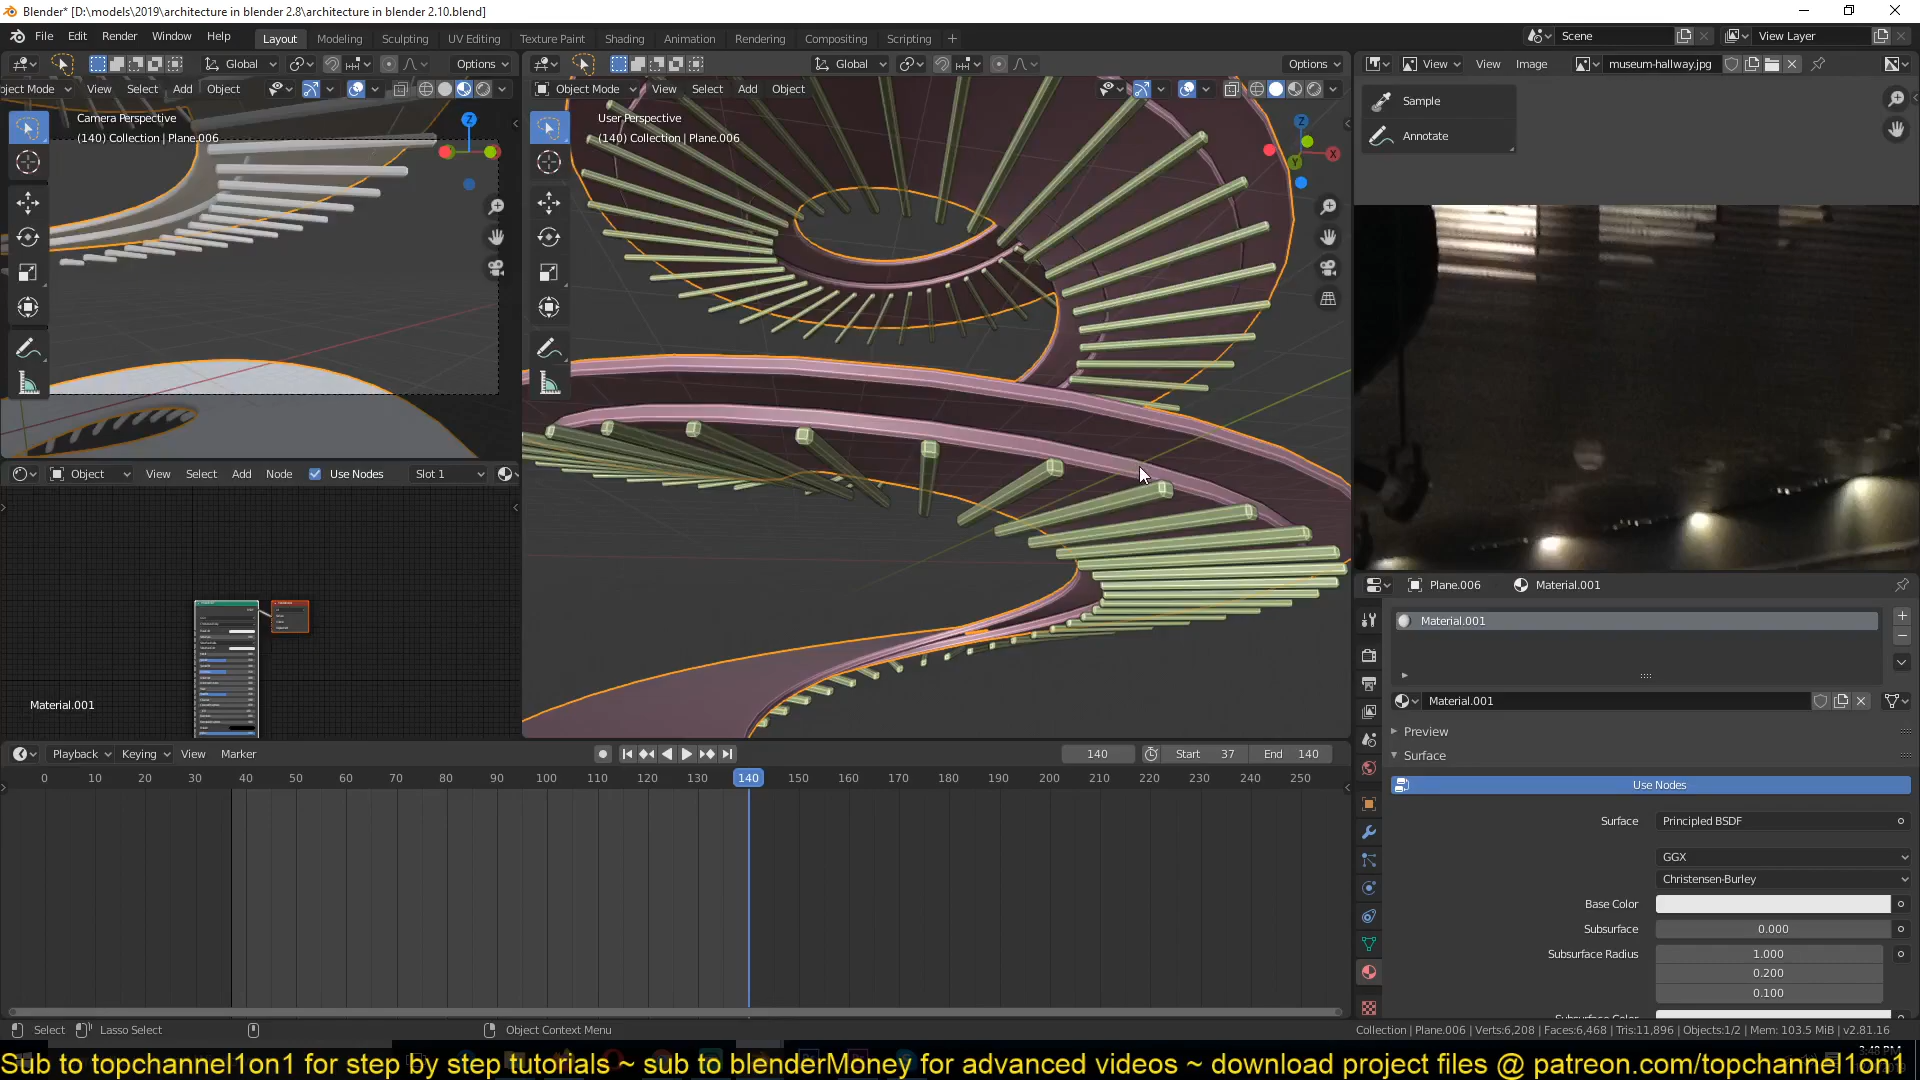 Blender* [D:\models\2019\architecture in blender 2.8\architecture in blender 2.10.blend]
File Edit Render Window Help Layout Modeling Sculpting UV Editing Texture Paint Shading Animation Rendering Compositing Scripting + Scene View Layer
Global Options Global Options View View Image museum-hallway.jpg
ject Mode View Select Add Object Object Mode View Select Add Object
Camera Perspective
(140) Collection | Plane.006
User Perspective
(140) Collection | Plane.006
Z
Z
X
Y
Sample
Annotate
Object View Select Add Node Use Nodes Slot 1
Material.001
Plane.006 Material.001
Material.001
Material.001
Preview
Surface
Use Nodes
Surface Principled BSDF
GGX
Christensen-Burley
Base Color
Subsurface 0.000
Subsurface Radius 1.000
0.200
0.100
Playback Keying View Marker 140 Start 37 End 140
0 10 20 30 40 50 60 70 80 90 100 110 120 130 140 150 160 170 180 190 200 210 220 230 240 250
Select Lasso Select Object Context Menu Collection | Plane.006 | Verts:6,208 | Faces:6,468 | Tris:11,896 | Objects:1/2 | Mem: 103.5 MiB | v2.81.16
3:48 PM
Sub to topchannel1on1 for step by step tutorials ~ sub to blenderMoney for advanced videos ~ download project files @ patreon.com/topchannel1on1